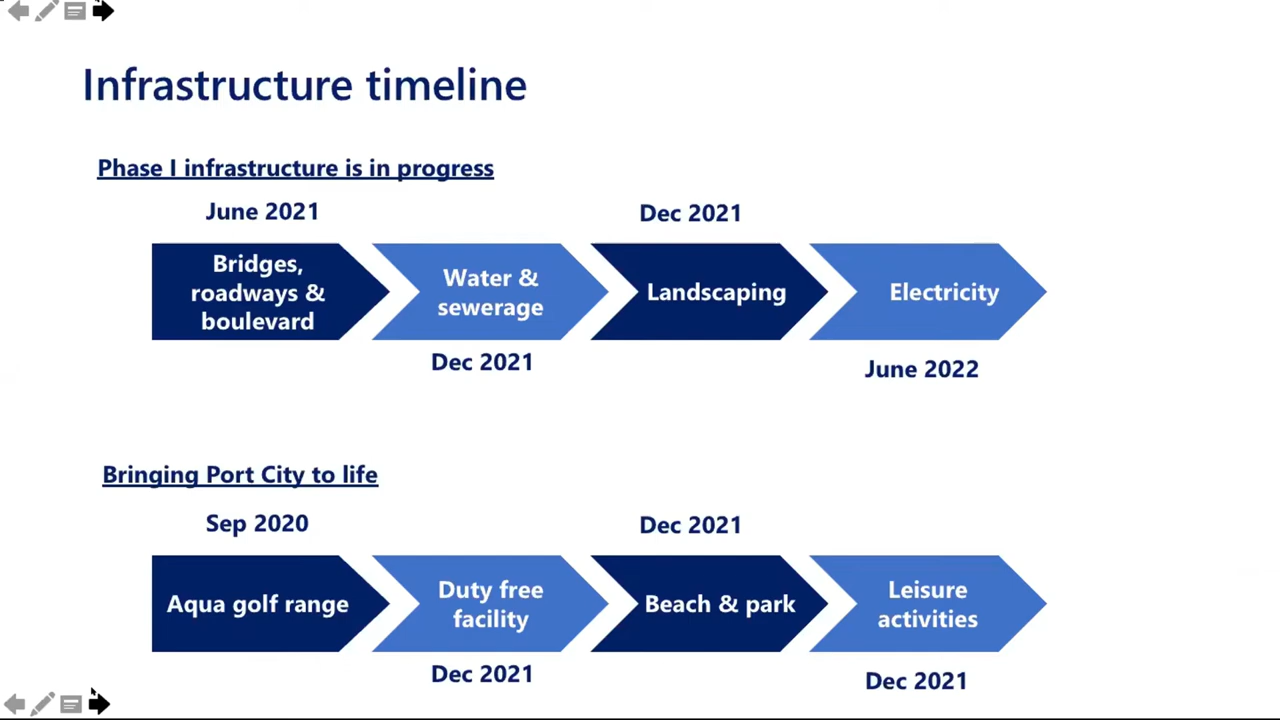 Infrastructure timeline
Phase I infrastructure is in progress
June 2021
Dec 2021
Bridges,
roadways &
boulevard
Water &
sewerage
Landscaping
Electricity
Dec 2021
June 2022
Bringing Port City to life
Sep 2020
Dec 2021
Aqua golf range
Duty free
facility
Beach & park
Leisure
activities
Dec 2021
Dec 2021